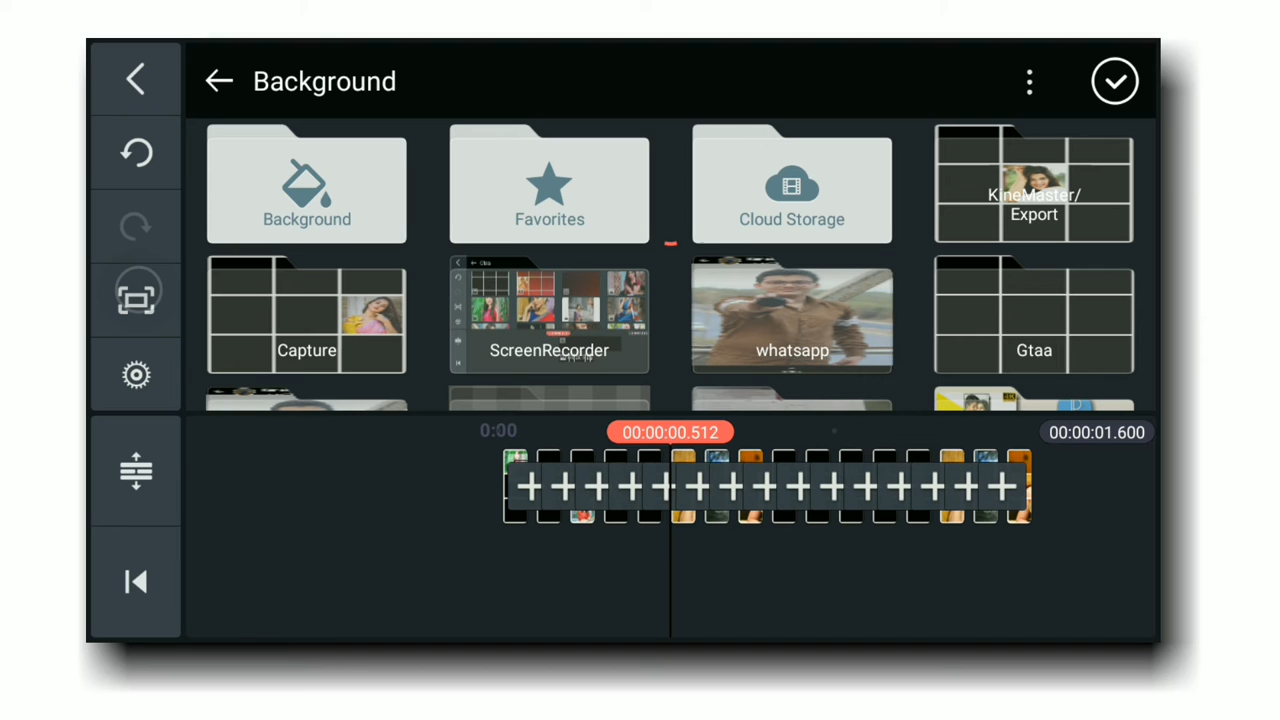 Background
Background
Favorites
Cloud Storage
KineMaster/
Export
Capture
ScreenRecorder
whatsapp
Gtaa
0:00
00:00:00.512
00:00:01.600